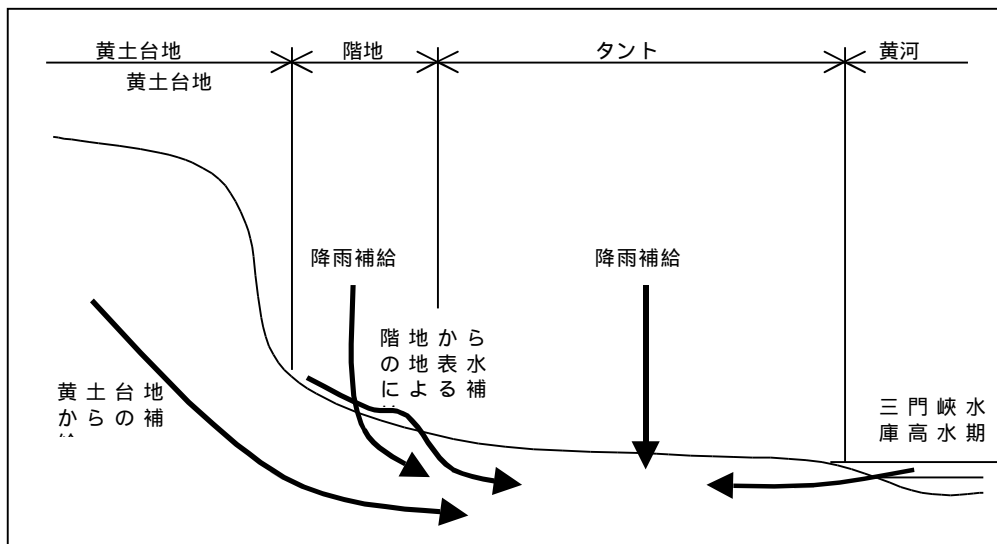 黄土台地
階地
タント
黄河
黄土台地
降雨補給
降雨補給
階地から
の地表水
による補
黄土台地
からの補
三門峽水
庫高水期